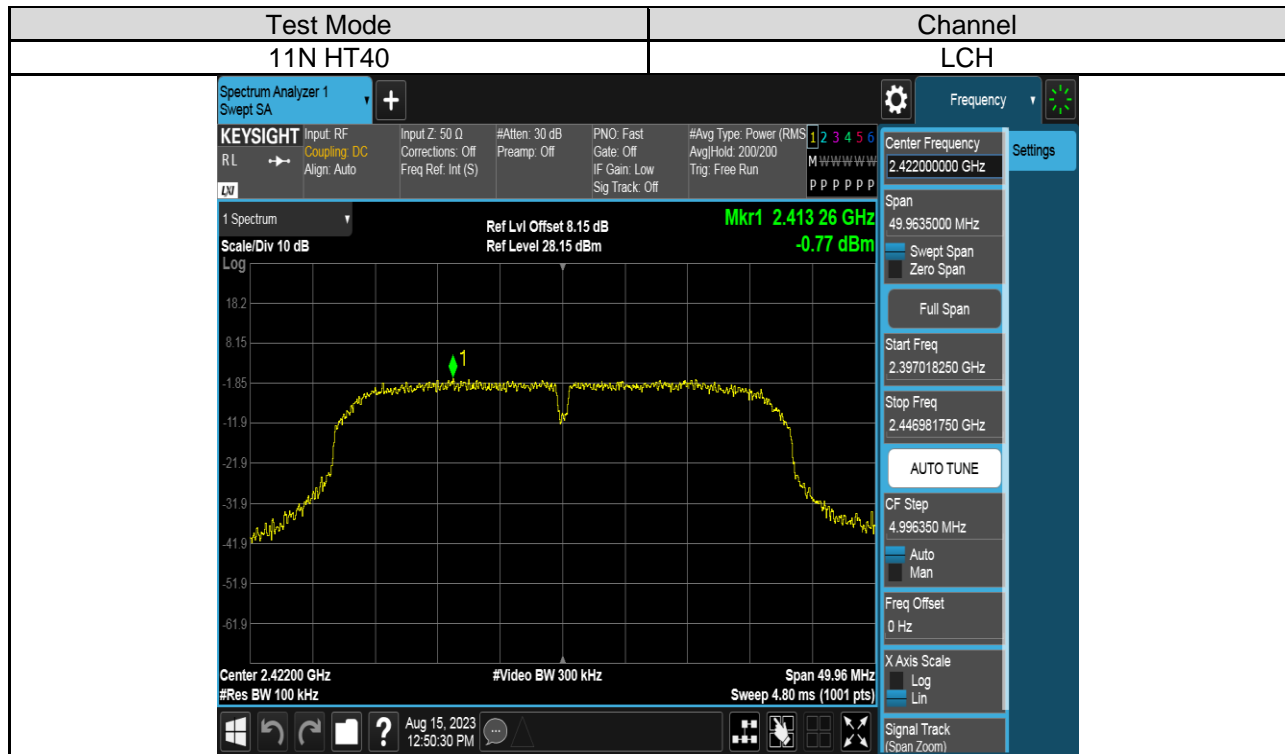 Test Mode Channel
11N HT40 LCH
Spectrum Analyzer 1
Swept SA
+
Frequency
KEYSIGHT Input: RF Input Z: 50 Ω #Atten: 30 dB PNO: Fast #Avg Type: Power (RMS 1 2 3 4 5 6
RL Coupling: DC Corrections: Off Preamp: Off Gate: Off Avg|Hold: 200/200 M W W W W W
Align: Auto Freq Ref: Int (S) IF Gain: Low Trig: Free Run
LXI Sig Track: Off P P P P P P
1 Spectrum
Ref Lvl Offset 8.15 dB Mkr1 2.413 26 GHz
Scale/Div 10 dB Ref Level 28.15 dBm -0.77 dBm
Log
18.2
8.15
1
-1.85
-11.9
-21.9
-31.9
-41.9
-51.9
-61.9
Center 2.42200 GHz #Video BW 300 kHz Span 49.96 MHz
#Res BW 100 kHz Sweep 4.80 ms (1001 pts)
? Aug 15, 2023
12:50:30 PM
Center Frequency
2.422000000 GHz
Settings
Span
49.9635000 MHz
Swept Span
Zero Span
Full Span
Start Freq
2.397018250 GHz
Stop Freq
2.446981750 GHz
AUTO TUNE
CF Step
4.996350 MHz
Auto
Man
Freq Offset
0 Hz
X Axis Scale
Log
Lin
Signal Track
(Span Zoom)